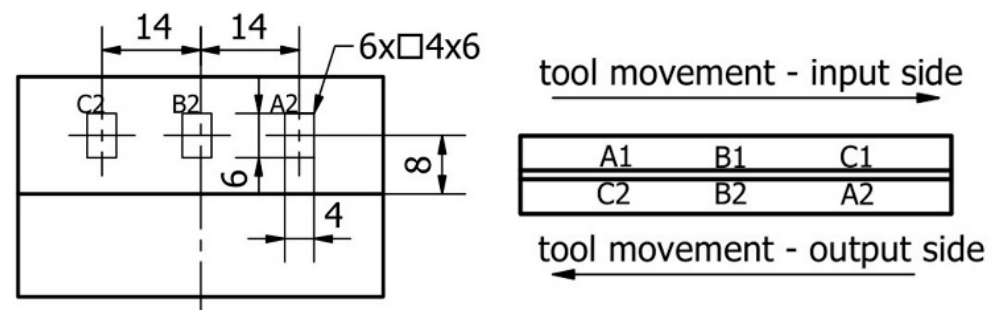 14
14
6x□4x6
C2
B2
A2
6
8
4
tool movement - input side
A1
B1
C1
C2
B2
A2
tool movement - output side